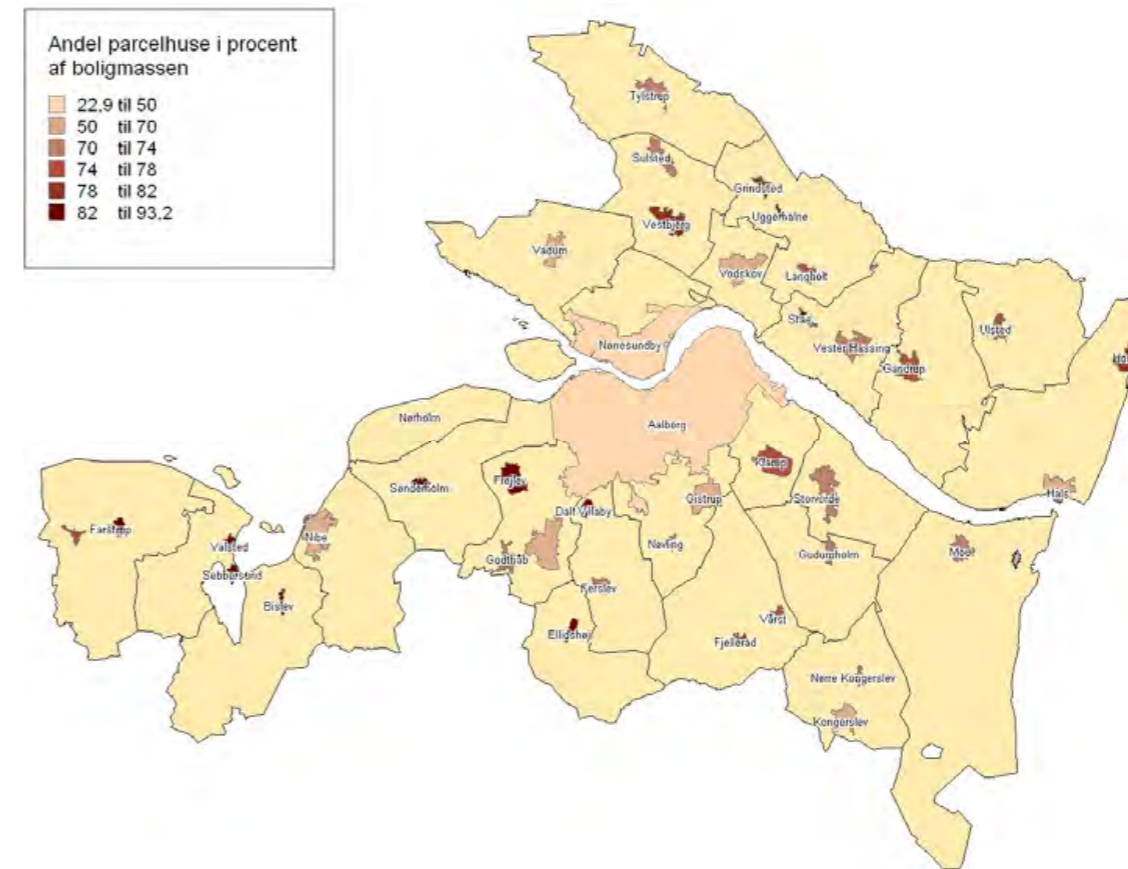 Andel parcelhuse i procent
af boligmassen
22,9 til 50
50 til 70
70 til 74
74 til 78
78 til 82
82 til 93,2
Tylstrup
Sulsted
Grindsted
Uggerhalne
Vestbjerg
Vadum
Vodskov
Langholt
Stae
Ulsted
Nørresundby
Vester Hassing
Gandrup
Hou
Aalborg
Nørholm
Klarup
Frejlev
Sønderholm
Gistrup
Storvorde
Hals
Dall Villaby
Farstrup
Valsted
Nibe
Nøvling
Godthåb
Gudumholm
Mou
Sebbersund
Kerslev
Bislev
Ellidshøj
Vårst
Fjellerad
Nørre Kongerslev
Kongerslev